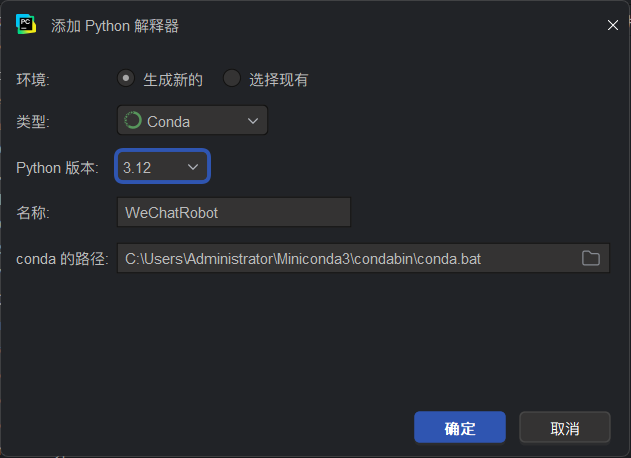 PC
添加 Python 解释器
环境: 生成新的 选择现有
类型: Conda
Python 版本: 3.12
名称: WeChatRobot
conda 的路径: C:\Users\Administrator\Miniconda3\condabin\conda.bat
确定 取消